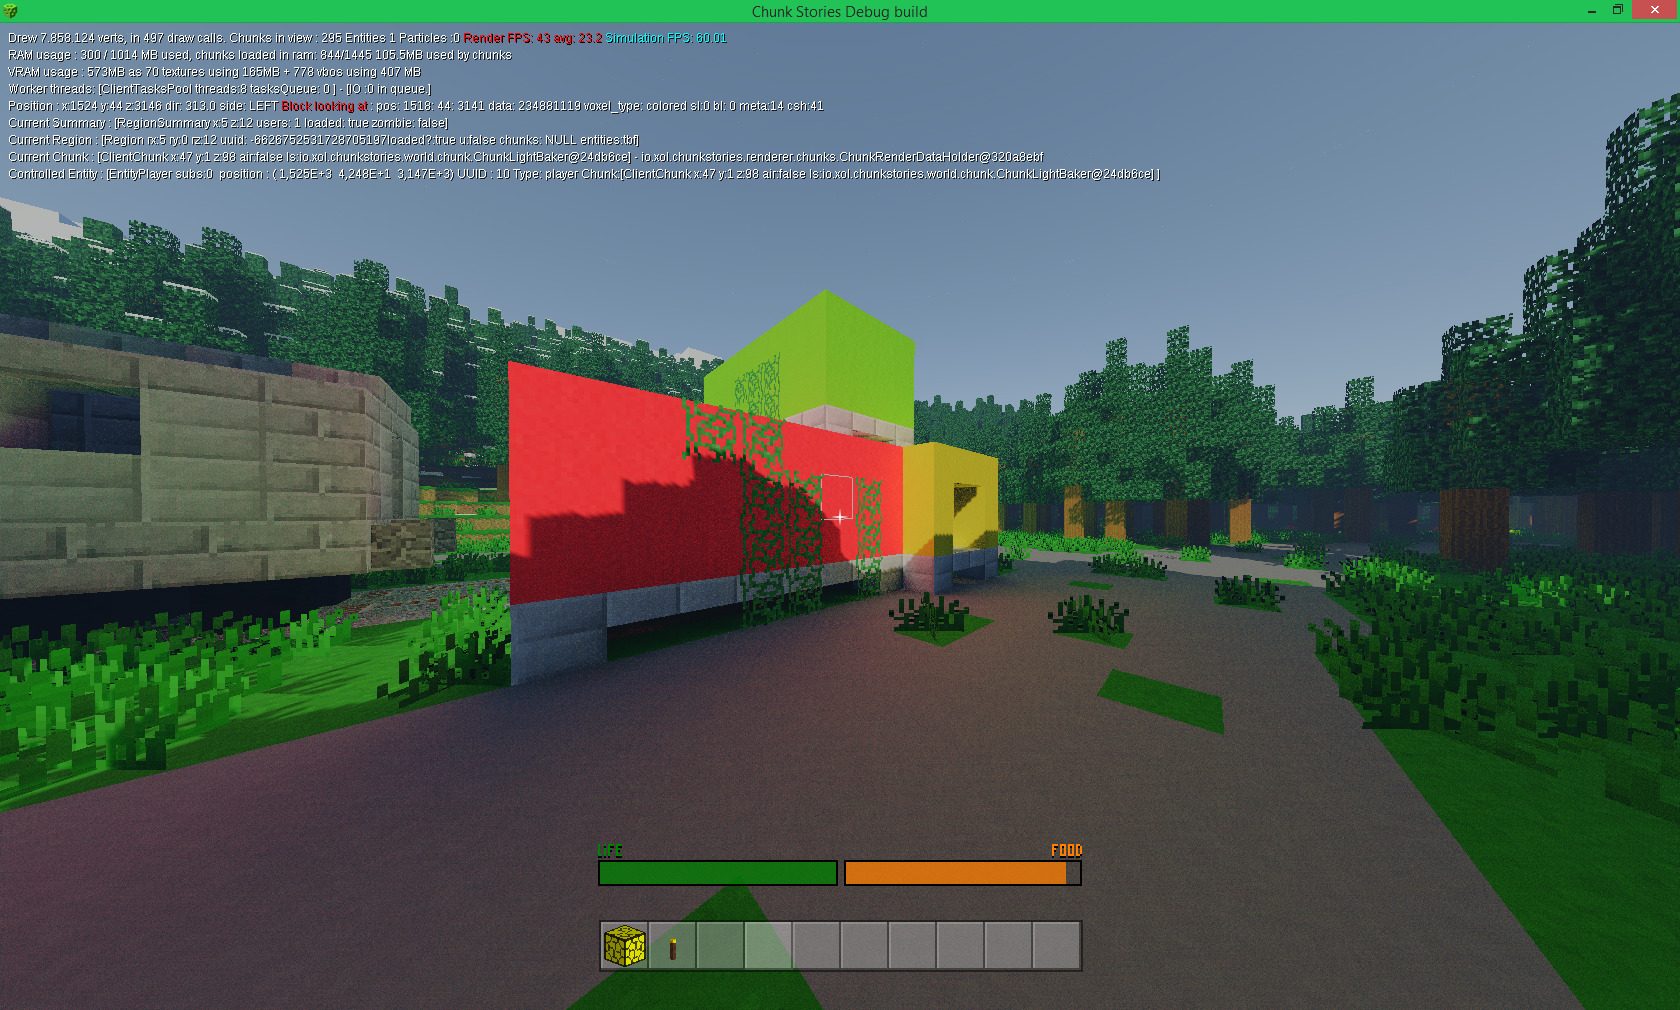 Chunk Stories Debug build
Drew 7.858.124 verts, in 497 draw calls. Chunks in view : 295 Entities 1 Particles :0 Render FPS: 43 avg: 23.2 Simulation FPS: 60.01
RAM usage : 300 / 1014 MB used, chunks loaded in ram: 844/1445 105.5MB used by chunks
VRAM usage : 573MB as 70 textures using 165MB + 778 vbos using 407 MB
Worker threads: [ClientTasksPool threads:8 tasksQueue: 0 ] - [IO :0 in queue.]
Position : x:1524 y:44 z:3146 dir: 313.0 side: LEFT Block looking at : pos: 1518: 44: 3141 data: 234881119 voxel_type: colored sl:0 bl: 0 meta:14 csh:41
Current Summary : [RegionSummary x:5 z:12 users: 1 loaded: true zombie: false]
Current Region : [Region rx:5 ry:0 rz:12 uuid: -6626752531728705197loaded?:true u:false chunks: NULL entities:tbf]
Current Chunk : [ClientChunk x:47 y:1 z:98 air:false ls:io.xol.chunkstories.world.chunk.ChunkLightBaker@24db6ce] - io.xol.chunkstories.renderer.chunks.ChunkRenderDataHolder@320a8ebf
Controlled Entity : [EntityPlayer subs:0  position : ( 1,525E+3  4,248E+1  3,147E+3) UUID : 10 Type: player Chunk:[ClientChunk x:47 y:1 z:98 air:false ls:io.xol.chunkstories.world.chunk.ChunkLightBaker@24db6ce] ]
LIFE
FOOD